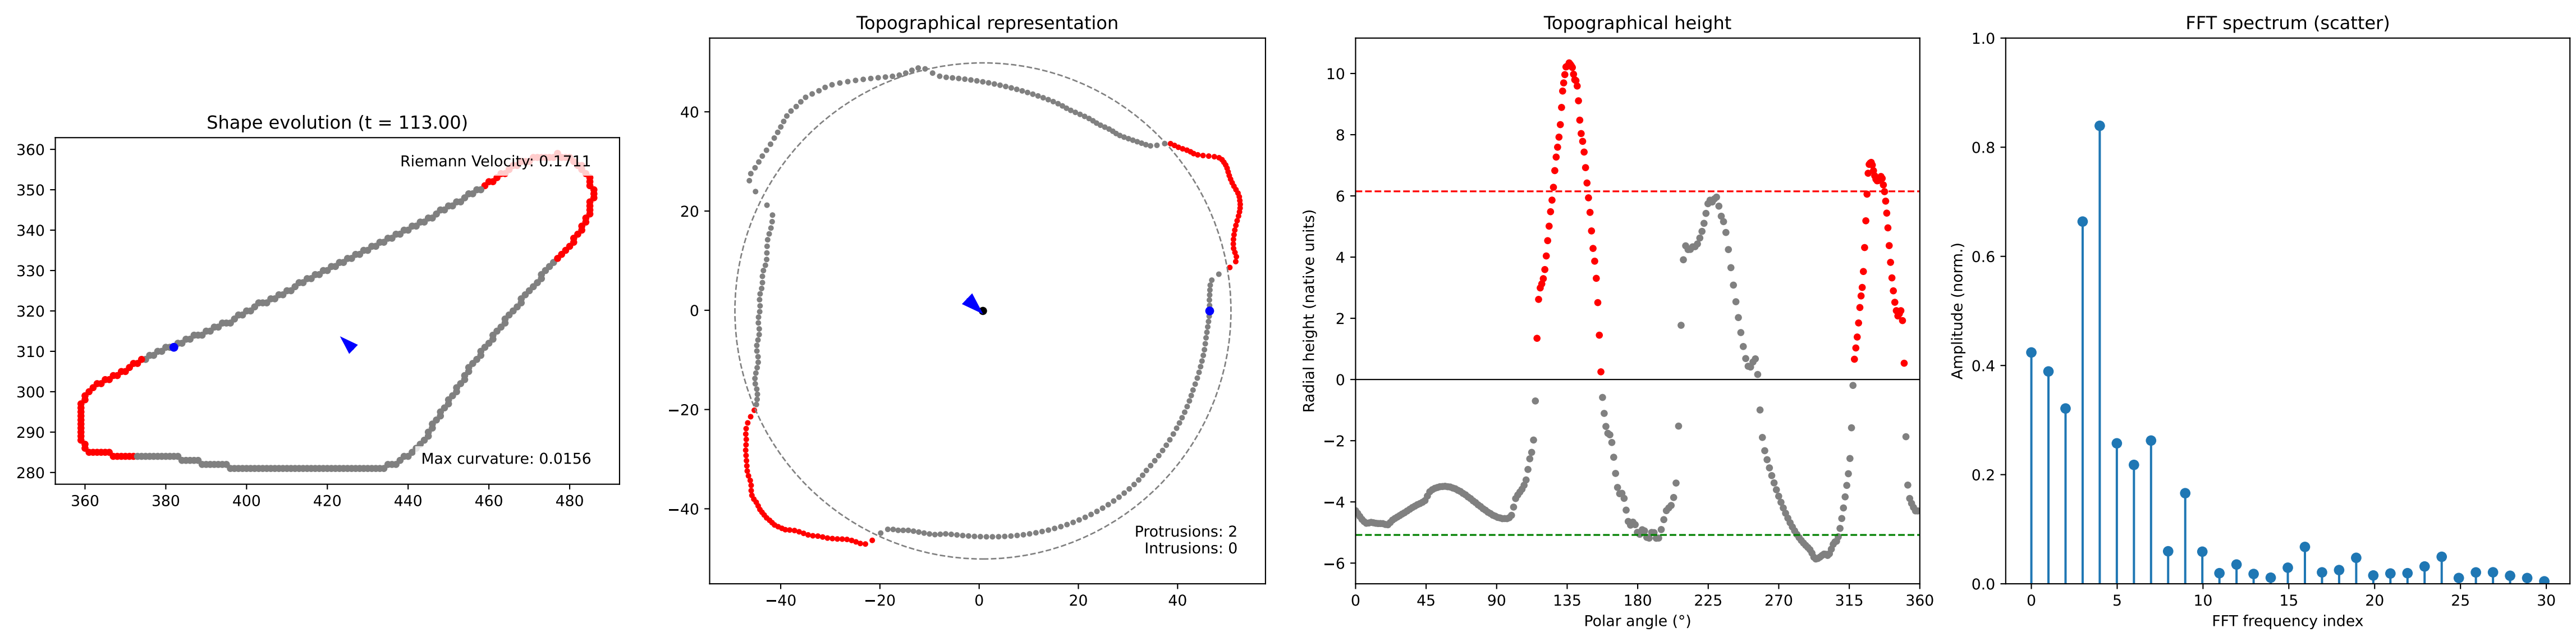 Shape evolution (t = 113.00)
Riemann Velocity: 0.1711
Max curvature: 0.0156
360
350
340
330
320
310
300
290
280
360 380 400 420 440 460 480
Topographical representation
40
20
0
−20
−40
−40 −20 0 20 40
Protrusions: 2
Intrusions: 0
Topographical height
Radial height (native units)
10
8
6
4
2
0
−2
−4
−6
0 45 90 135 180 225 270 315 360
Polar angle (°)
FFT spectrum (scatter)
Amplitude (norm.)
1.0
0.8
0.6
0.4
0.2
0.0
0 5 10 15 20 25 30
FFT frequency index